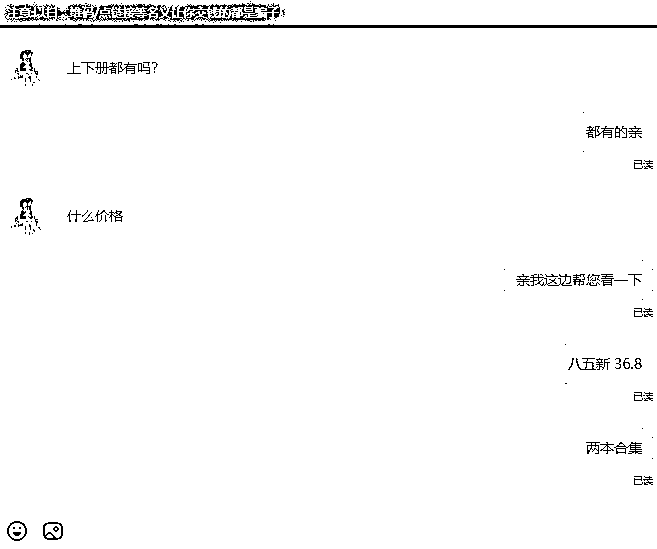 上下册都有吗?
都有的亲
已读
什么价格
亲我这边帮您看一下
已读
八五新 36.8
已读
两本合集
已读